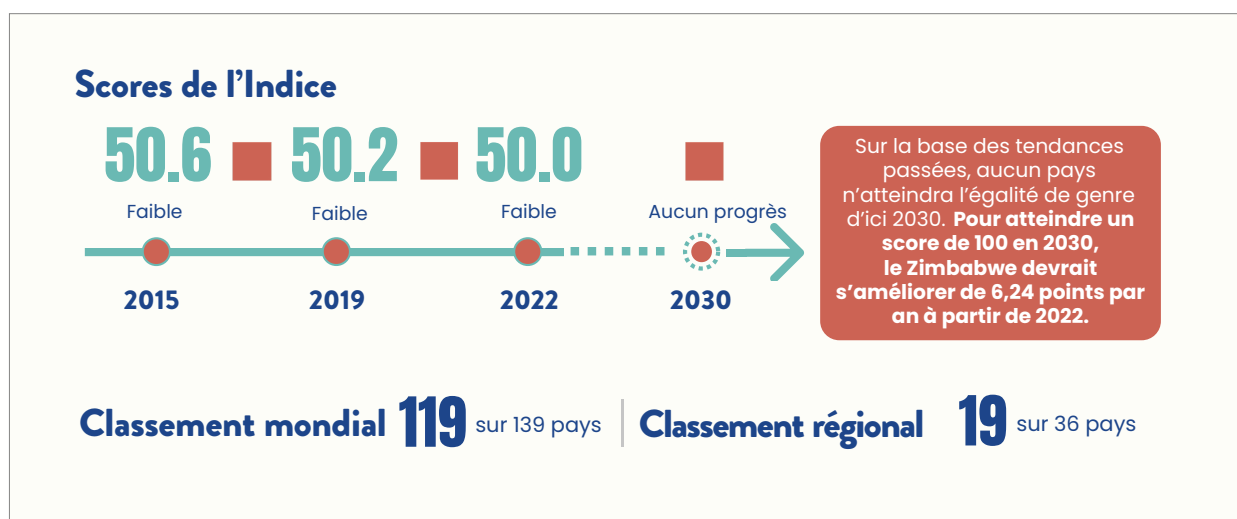 Scores de l’Indice
50.6
50.2
50.0
Faible
Faible
Faible
Aucun progrès
2015
2019
2022
2030
Sur la base des tendances
passées, aucun pays
n’atteindra l’égalité de genre
d’ici 2030. Pour atteindre un
score de 100 en 2030,
le Zimbabwe devrait
s’améliorer de 6,24 points par
an à partir de 2022.
Classement mondial 119 sur 139 pays
Classement régional 19 sur 36 pays